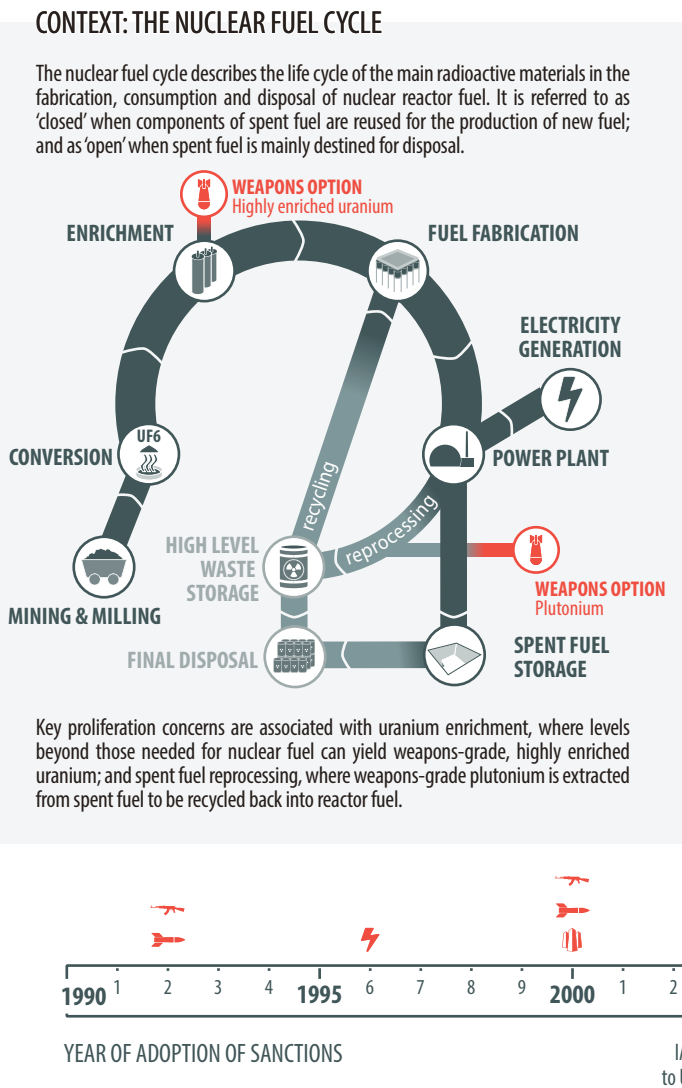 CONTEXT: THE NUCLEAR FUEL CYCLE
The nuclear fuel cycle describes the life cycle of the main radioactive materials in the
fabrication, consumption and disposal of nuclear reactor fuel. It is referred to as
‘closed’ when components of spent fuel are reused for the production of new fuel;
and as ‘open’ when spent fuel is mainly destined for disposal.
WEAPONS OPTION
Highly enriched uranium
ENRICHMENT
FUEL FABRICATION
ELECTRICITY
GENERATION
UF6
CONVERSION
POWER PLANT
recycling
reprocessing
HIGH LEVEL
WASTE
STORAGE
WEAPONS OPTION
Plutonium
MINING & MILLING
FINAL DISPOSAL
SPENT FUEL
STORAGE
Key proliferation concerns are associated with uranium enrichment, where levels
beyond those needed for nuclear fuel can yield weapons-grade, highly enriched
uranium; and spent fuel reprocessing, where weapons-grade plutonium is extracted
from spent fuel to be recycled back into reactor fuel.
1990 1 2 3 4 1995 6 7 8 9 2000 1 2
YEAR OF ADOPTION OF SANCTIONS
to